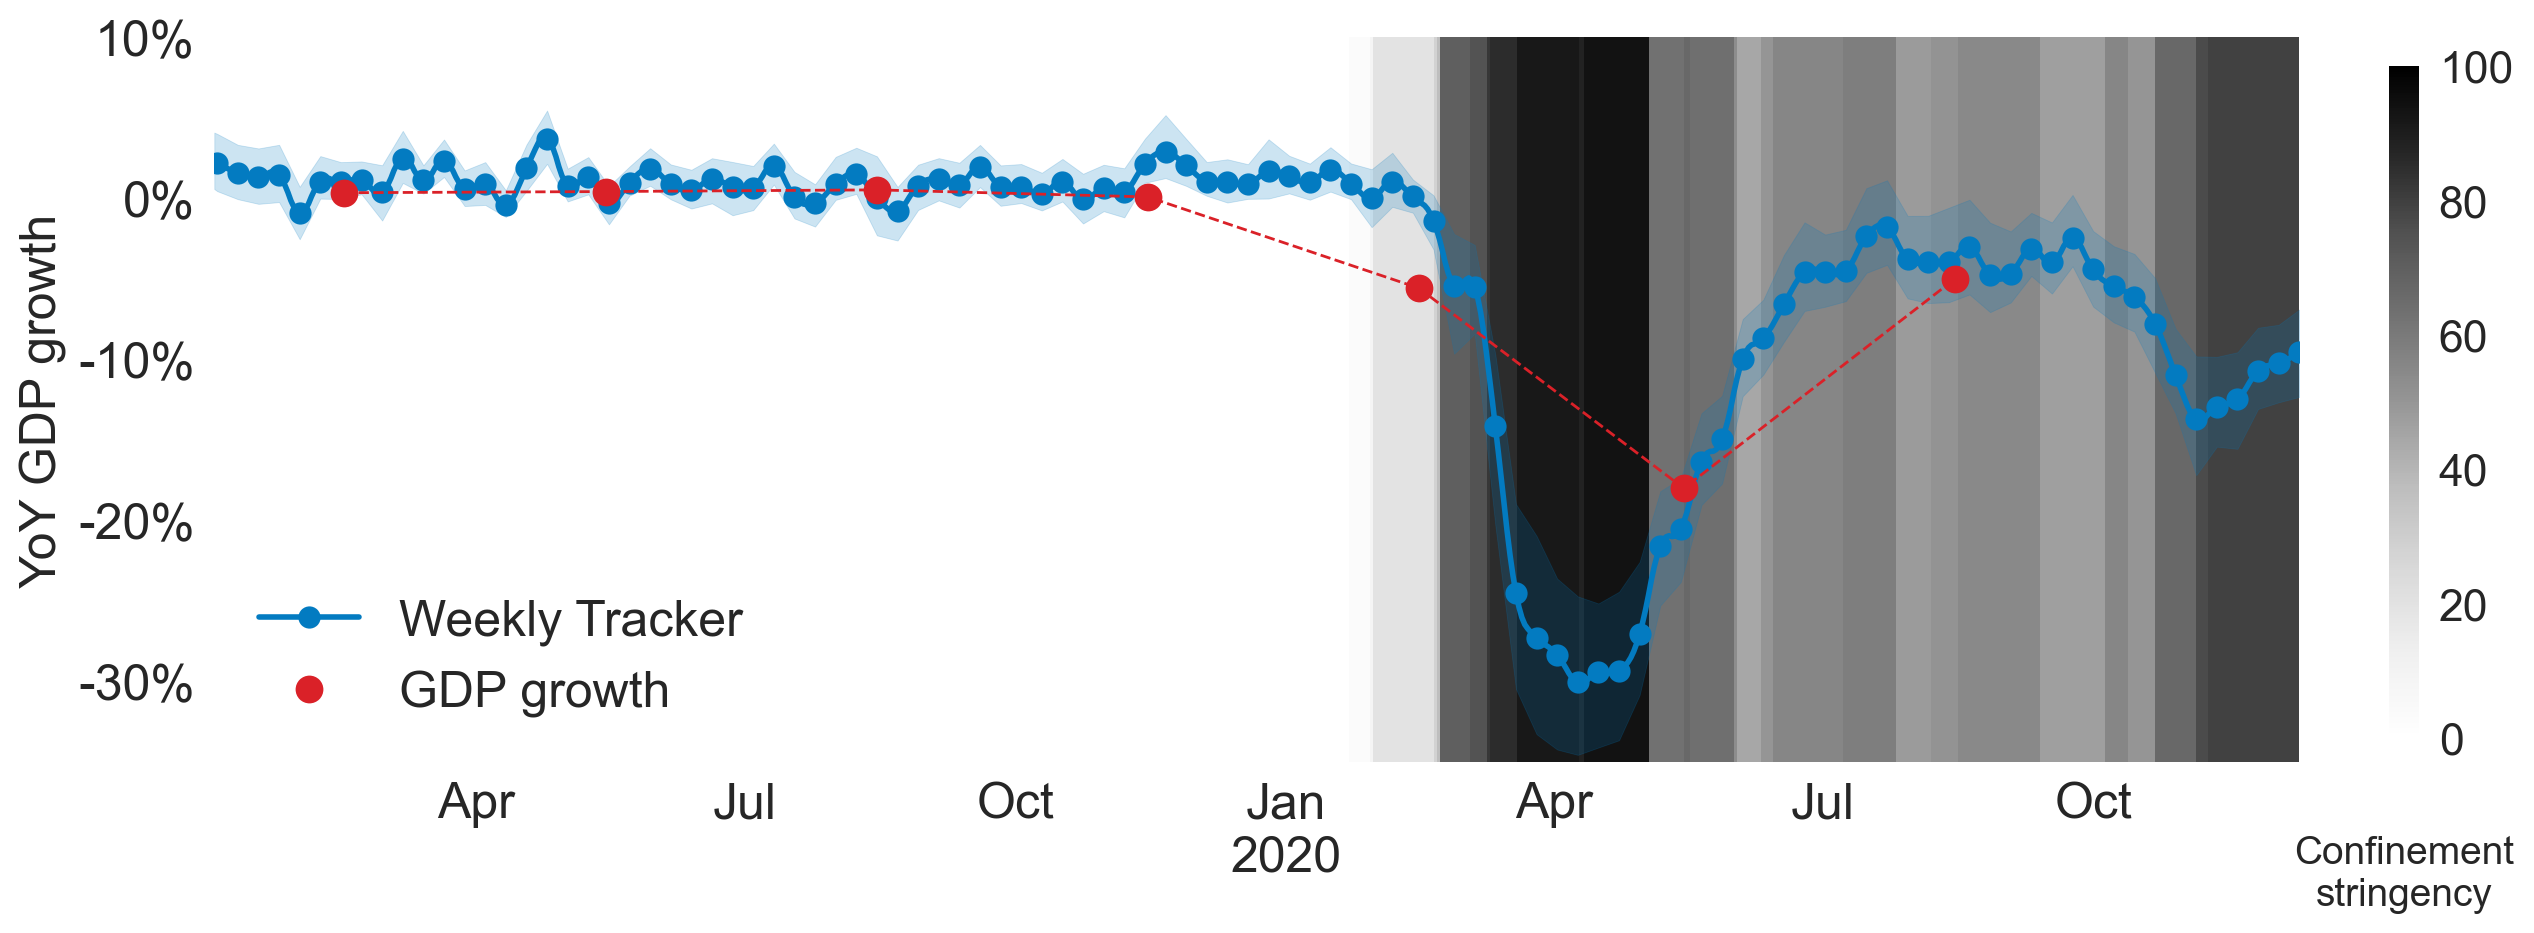 10%
0%
-10%
-20%
-30%
YoY GDP growth
Weekly Tracker
GDP growth
Apr
Jul
Oct
Jan
2020
Apr
Jul
Oct
100
80
60
40
20
0
Confinement
stringency